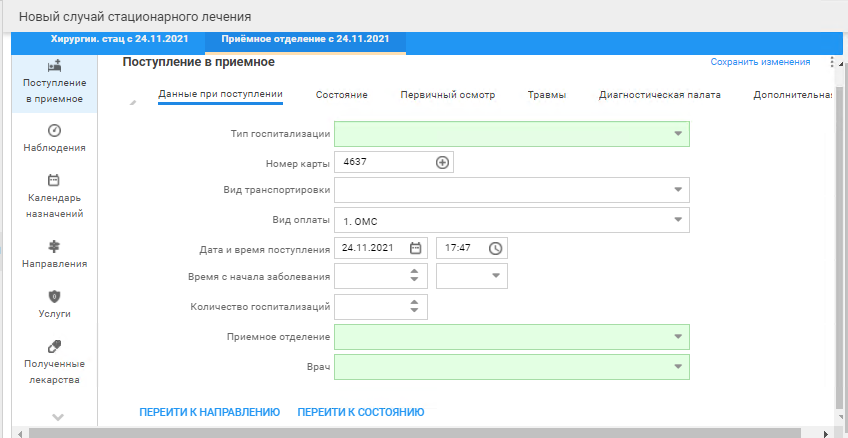 Новый случай стационарного лечения
Хирургии. стац с 24.11.2021
Приёмное отделение с 24.11.2021
Поступление в приемное
Наблюдения
Календарь назначений
Направления
Услуги
Полученные лекарства
Поступление в приемное
Сохранить изменения
Данные при поступлении
Состояние
Первичный осмотр
Травмы
Диагностическая палата
Дополнительная
Тип госпитализации
Номер карты 4637
Вид транспортировки
Вид оплаты 1. ОМС
Дата и время поступления 24.11.2021 17:47
Время с начала заболевания
Количество госпитализаций
Приемное отделение
Врач
ПЕРЕЙТИ К НАПРАВЛЕНИЮ
ПЕРЕЙТИ К СОСТОЯНИЮ